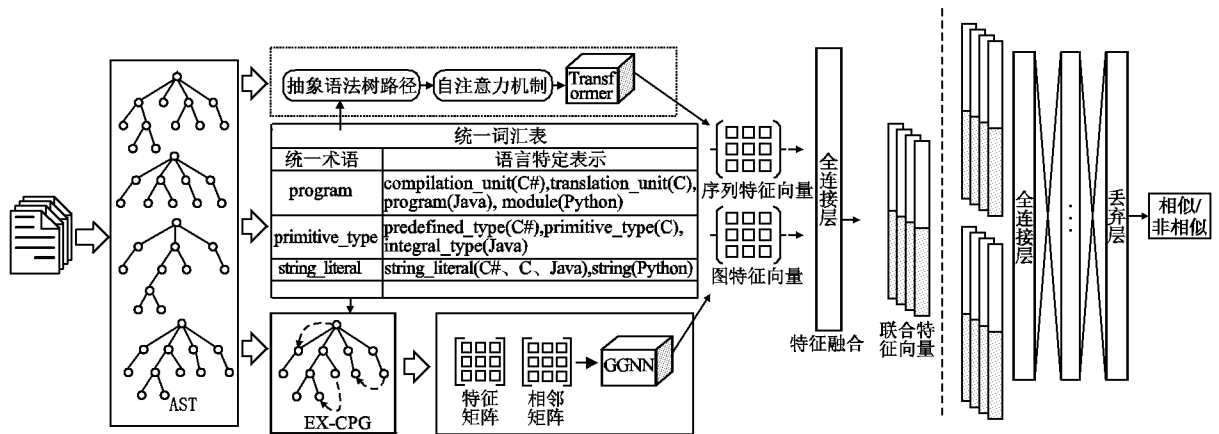 抽象语法树路径
自注意力机制
Transf
ormer
统一词汇表
统一术语
语言特定表示
program
compilation_unit(C#),translation_unit(C),
program(Java), module(Python)
primitive_type
predefined_type(C#),primitive_type(C),
integral_type(Java)
string_literal
string_literal(C#、C、Java),string(Python)
AST
EX-CPG
特征
矩阵
相邻
矩阵
GGNN
序列特征向量
图特征向量
全连接层
特征融合
联合特
征向量
全连接层
...
丢弃层
相似/
非相似